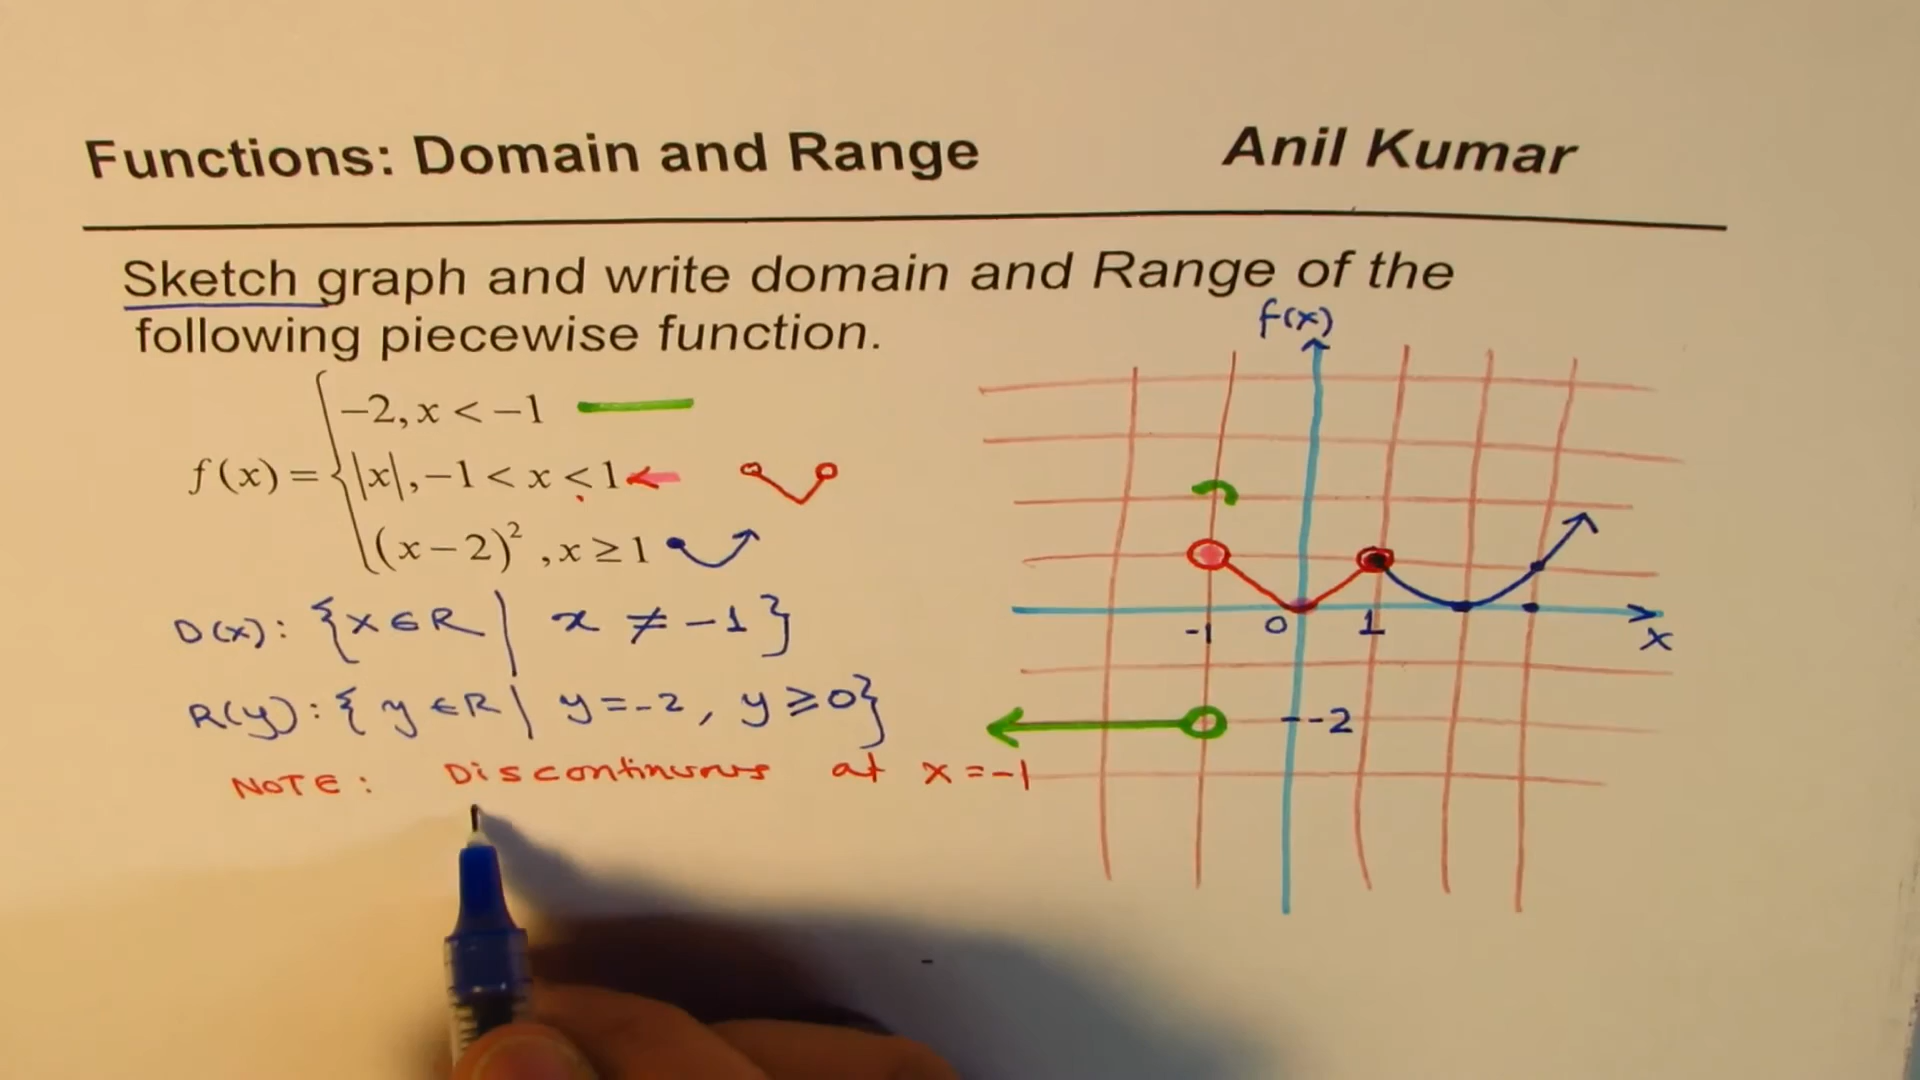 Functions: Domain and Range Anil Kumar
Sketch graph and write domain and Range of the
following piecewise function.
f(x)
−2, x < −1
f(x) = { |x|, −1 < x < 1
(x−2)², x ≥ 1
D(x): {x∈R | x ≠ −1}
-1 0 1 x
R(y): {y∈R | y=-2, y≥0}
-2
NOTE: Discontinuous at x=-1